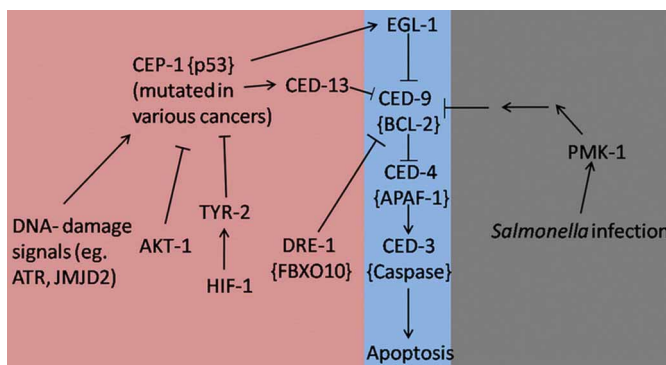 EGL-1
CEP-1 {p53}
(mutated in
various cancers)
CED-13
CED-9
{BCL-2}
PMK-1
CED-4
{APAF-1}
TYR-2
DNA- damage
signals (eg.
ATR, JMJD2)
AKT-1
DRE-1
{FBXO10}
CED-3
{Caspase}
Salmonella infection
HIF-1
Apoptosis